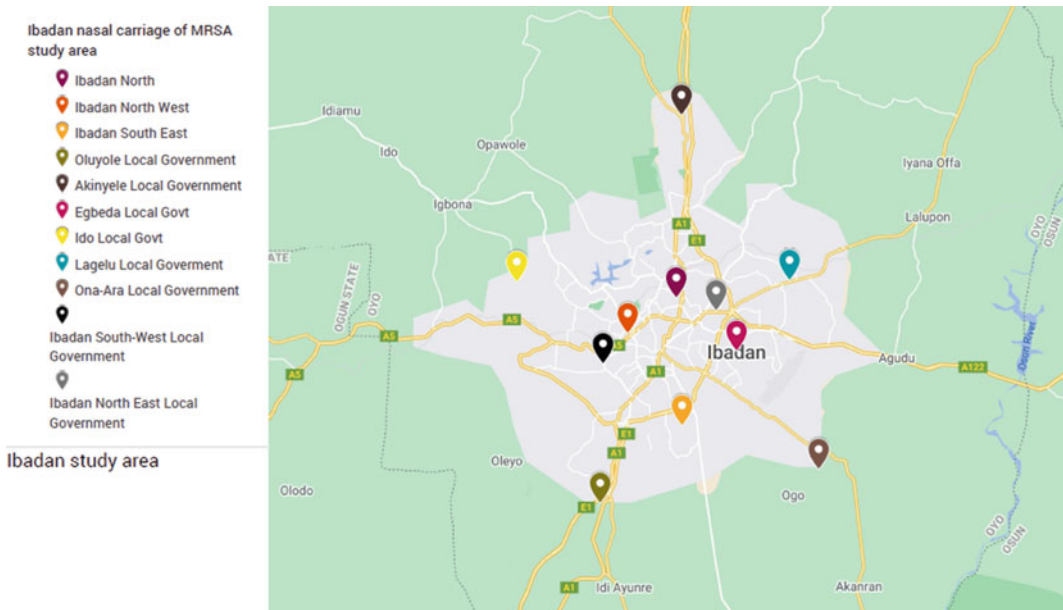 Ibadan nasal carriage of MRSA
study area
Ibadan North
Ibadan North West
Ibadan South East
Oluyole Local Government
Akinyele Local Government
Egbeda Local Govt
Ido Local Govt
Lagelu Local Goverment
Ona-Ara Local Government
Ibadan South-West Local
Government
Ibadan North East Local
Government
Ibadan study area
Idiamu
Ido
Opawole
Igbona
Iyana Offa
Lalupon
OYO
OSUN
A1
E1
ATE
OGUN STATE
OYO
A5
A5
A5
A5
A1
Ibadan
Agudu
A122
Osun River
E1
A1
Oleyo
Olodo
E1
Ogo
OYO
OSUN
A1
Idi Ayunre
Akanran